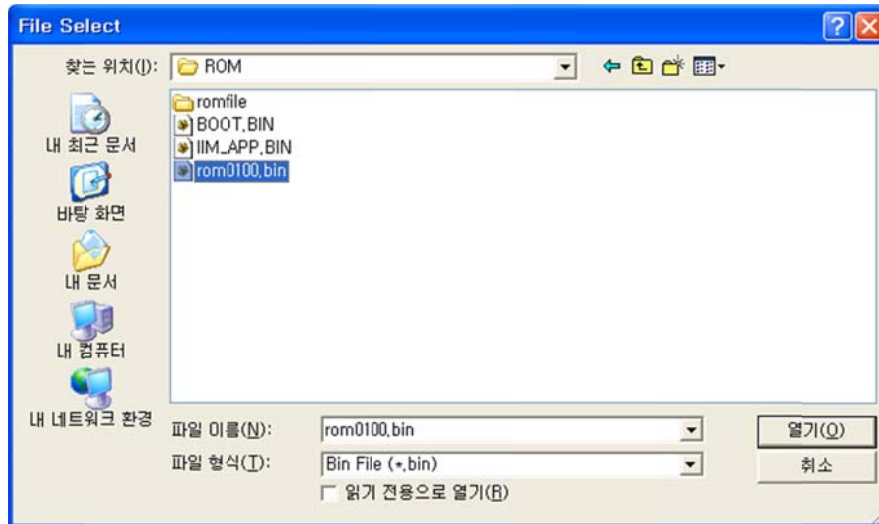 File Select
찾는 위치(I): ROM
romfile
BOOT.BIN
IIM_APP.BIN
rom0100.bin
내 최근 문서
바탕 화면
내 문서
내 컴퓨터
내 네트워크 환경
파일 이름(N): rom0100.bin 열기(O)
파일 형식(T): Bin File (*.bin) 취소
읽기 전용으로 열기(R)